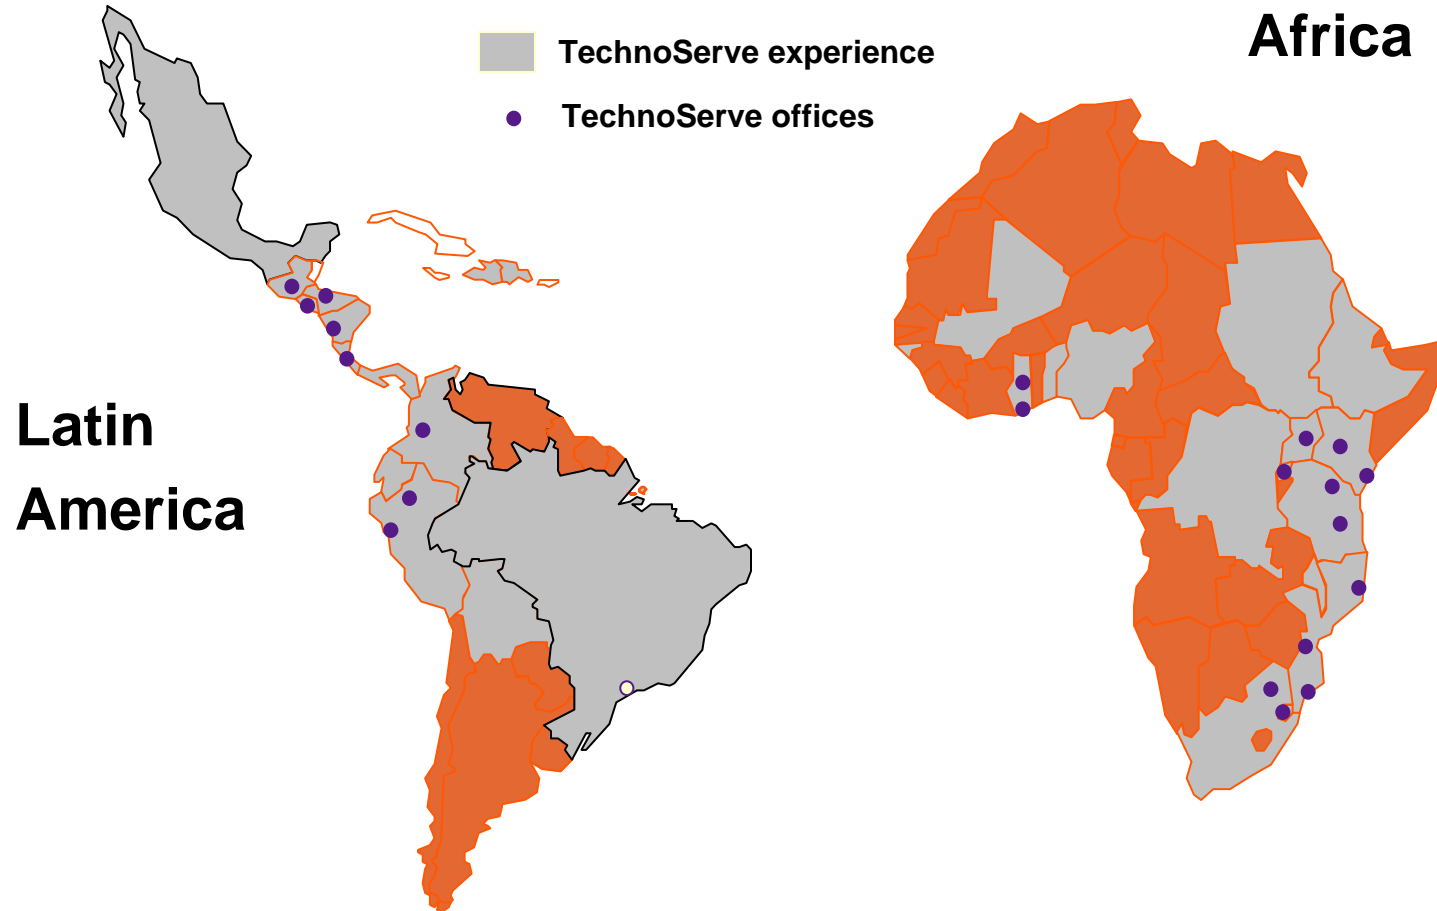 Africa
TechnoServe experience
TechnoServe offices
Latin
America